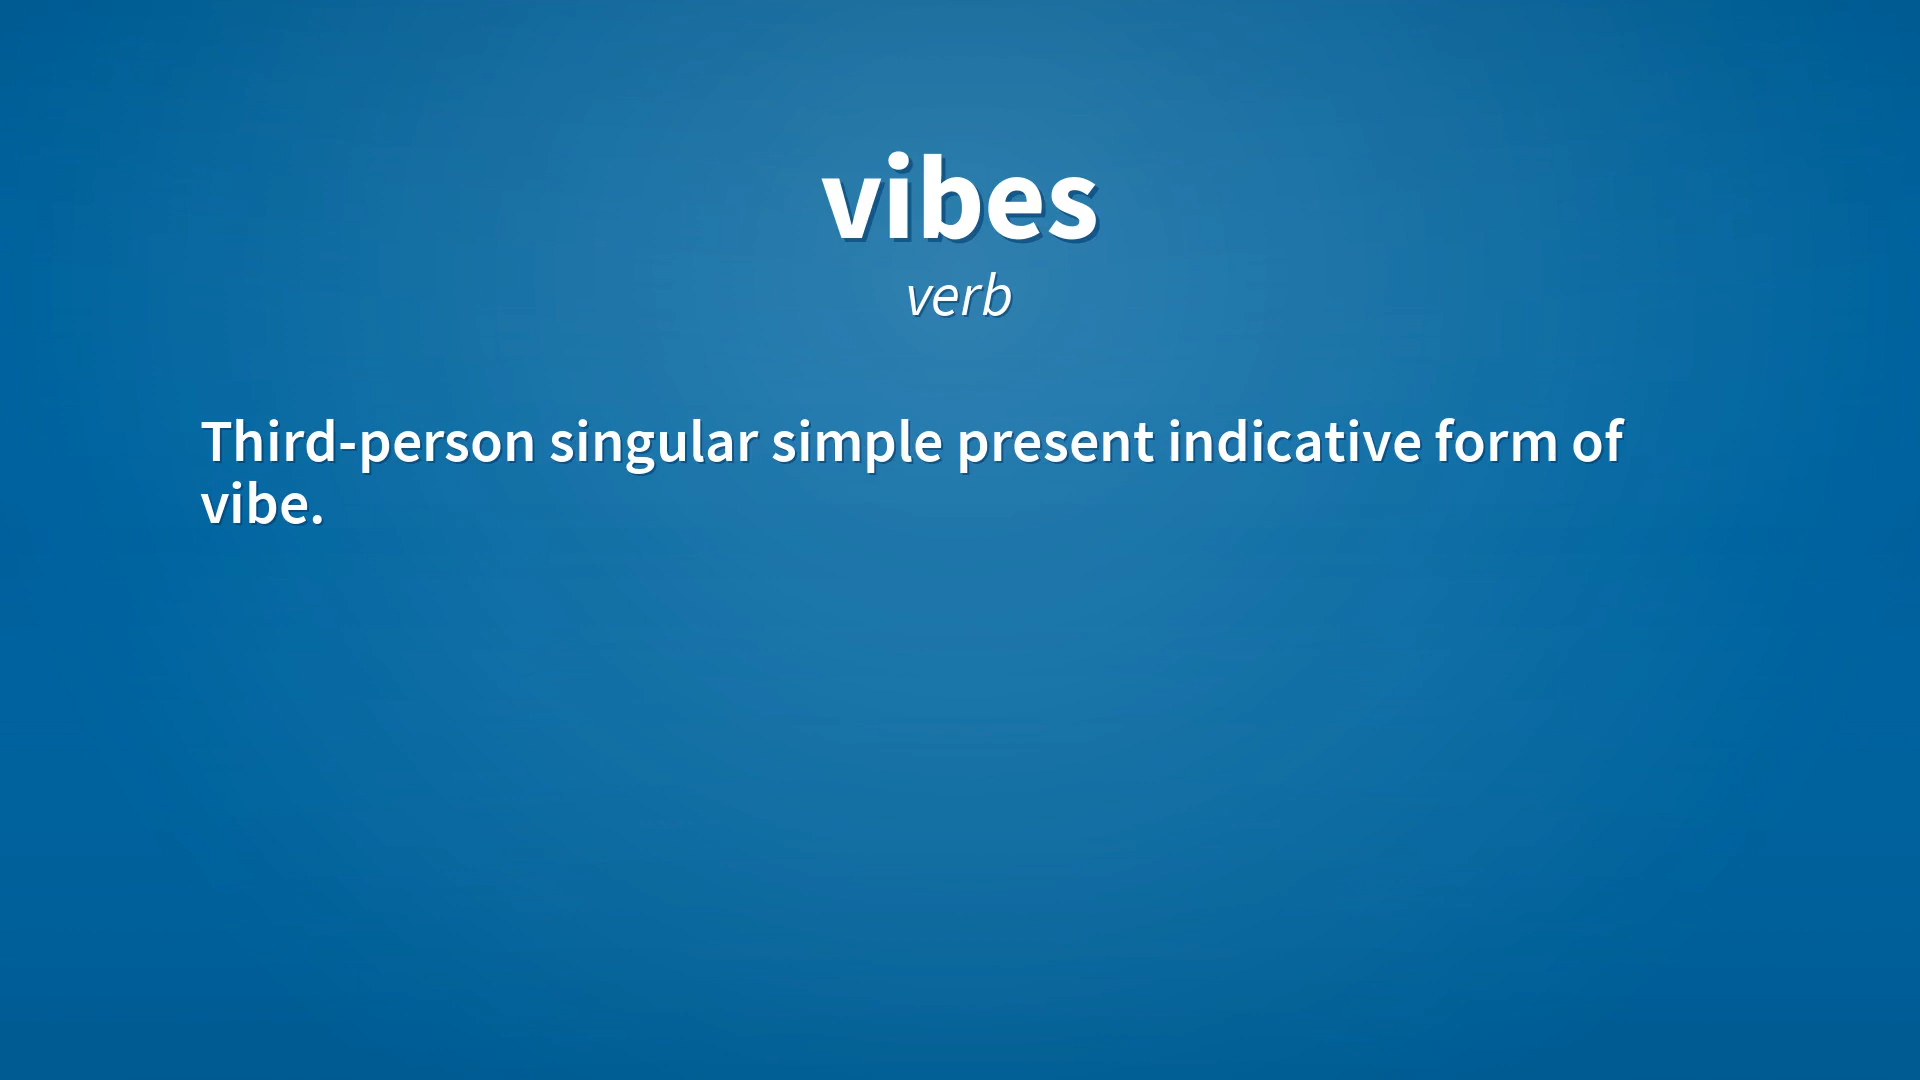 vibes
verb
Third-person singular simple present indicative form of
vibe.